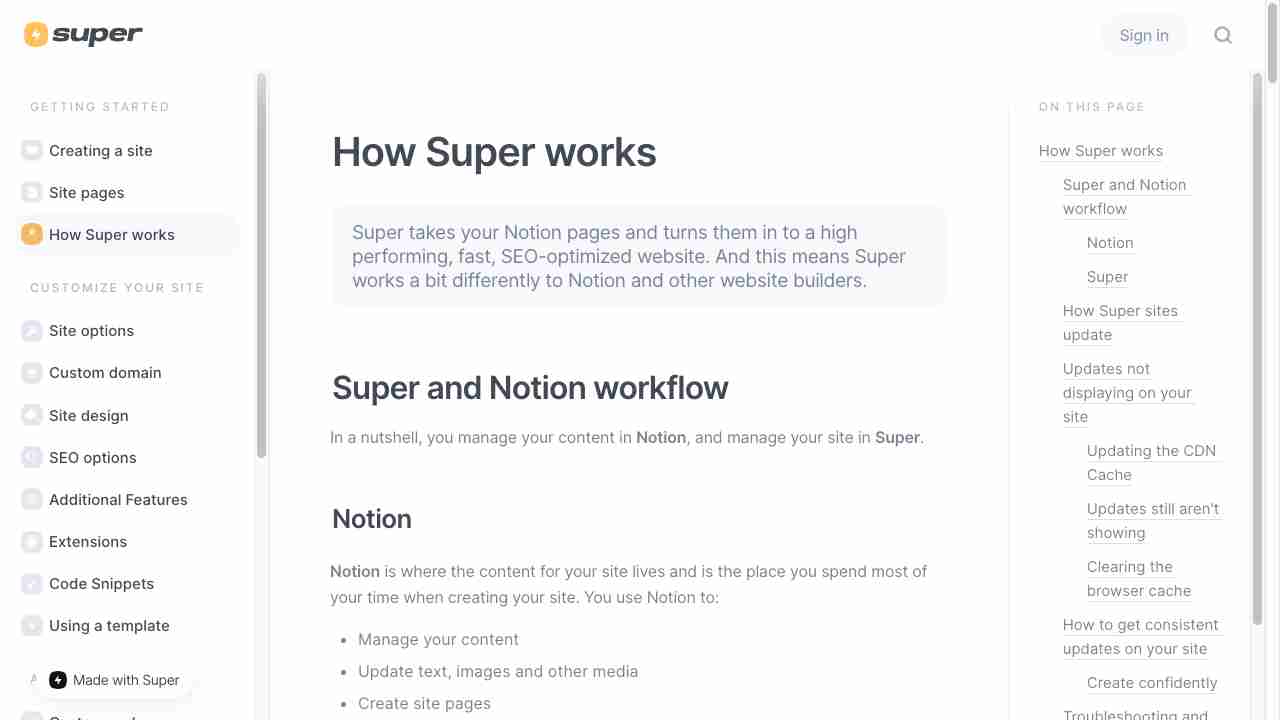 super
Sign in
GETTING STARTED
Creating a site
Site pages
How Super works
CUSTOMIZE YOUR SITE
Site options
Custom domain
Site design
SEO options
Additional Features
Extensions
Code Snippets
Using a template
Made with Super
How Super works
Super takes your Notion pages and turns them in to a high
performing, fast, SEO-optimized website. And this means Super
works a bit differently to Notion and other website builders.
Super and Notion workflow
In a nutshell, you manage your content in Notion, and manage your site in Super.
Notion
Notion is where the content for your site lives and is the place you spend most of
your time when creating your site. You use Notion to:
• Manage your content
• Update text, images and other media
• Create site pages
ON THIS PAGE
How Super works
Super and Notion
workflow
Notion
Super
How Super sites
update
Updates not
displaying on your
site
Updating the CDN
Cache
Updates still aren't
showing
Clearing the
browser cache
How to get consistent
updates on your site
Create confidently
Troubleshooting and